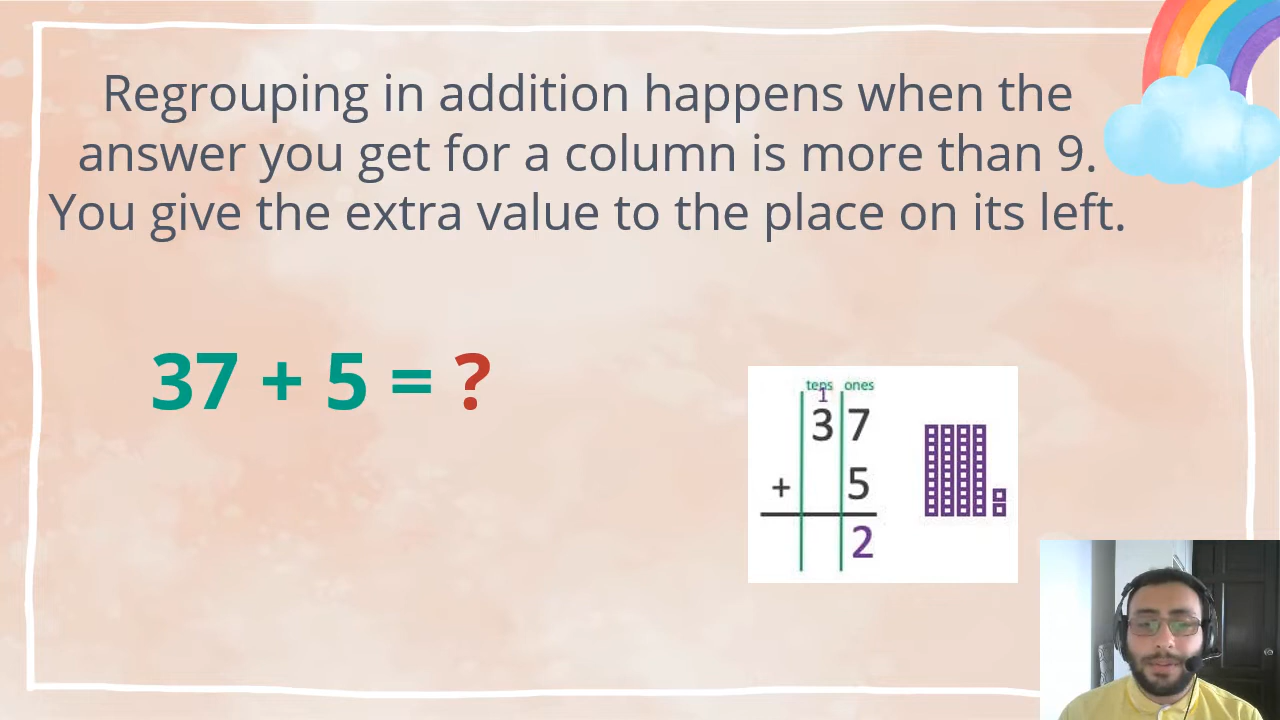 Regrouping in addition happens when the
answer you get for a column is more than 9.
You give the extra value to the place on its left.
37 + 5 = ?
tens ones
1
3 7
+ 5
2